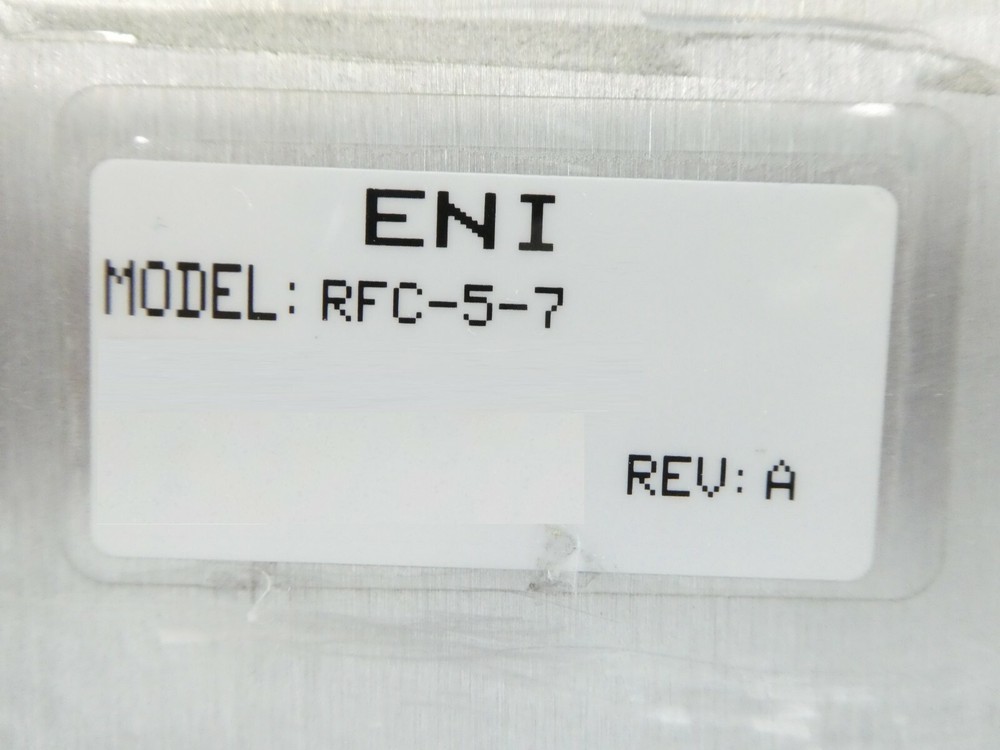 ENI
MODEL: RFC-5-7
REV: A